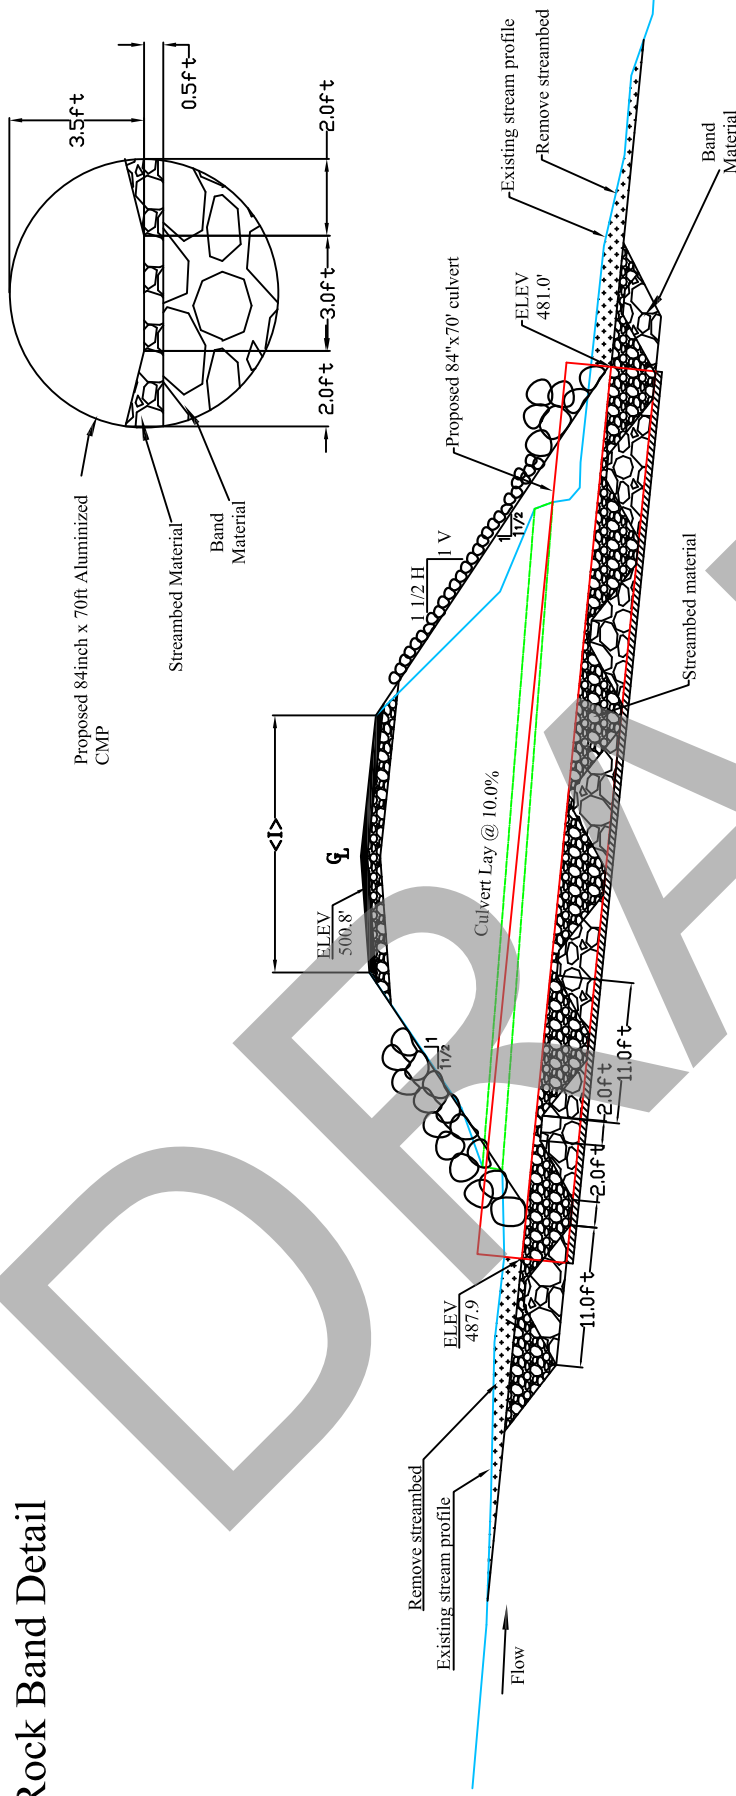 Rock Band Detail
Proposed 84inch x 70ft Aluminized
CMP
Streambed Material
Band
Material
3.5ft
0.5ft
2.0ft
3.0ft
2.0ft
<I>
ELEV
500.8'
CL
1 1/2 H
1 V
1
1 1/2
1
1 1/2
Culvert Lay @ 10.0%
Proposed 84"x70' culvert
ELEV
481.0'
Existing stream profile
Remove streambed
Band
Material
Streambed material
11.0ft
2.0ft
2.0ft
11.0ft
ELEV
487.9
Remove streambed
Existing stream profile
Flow
DRA